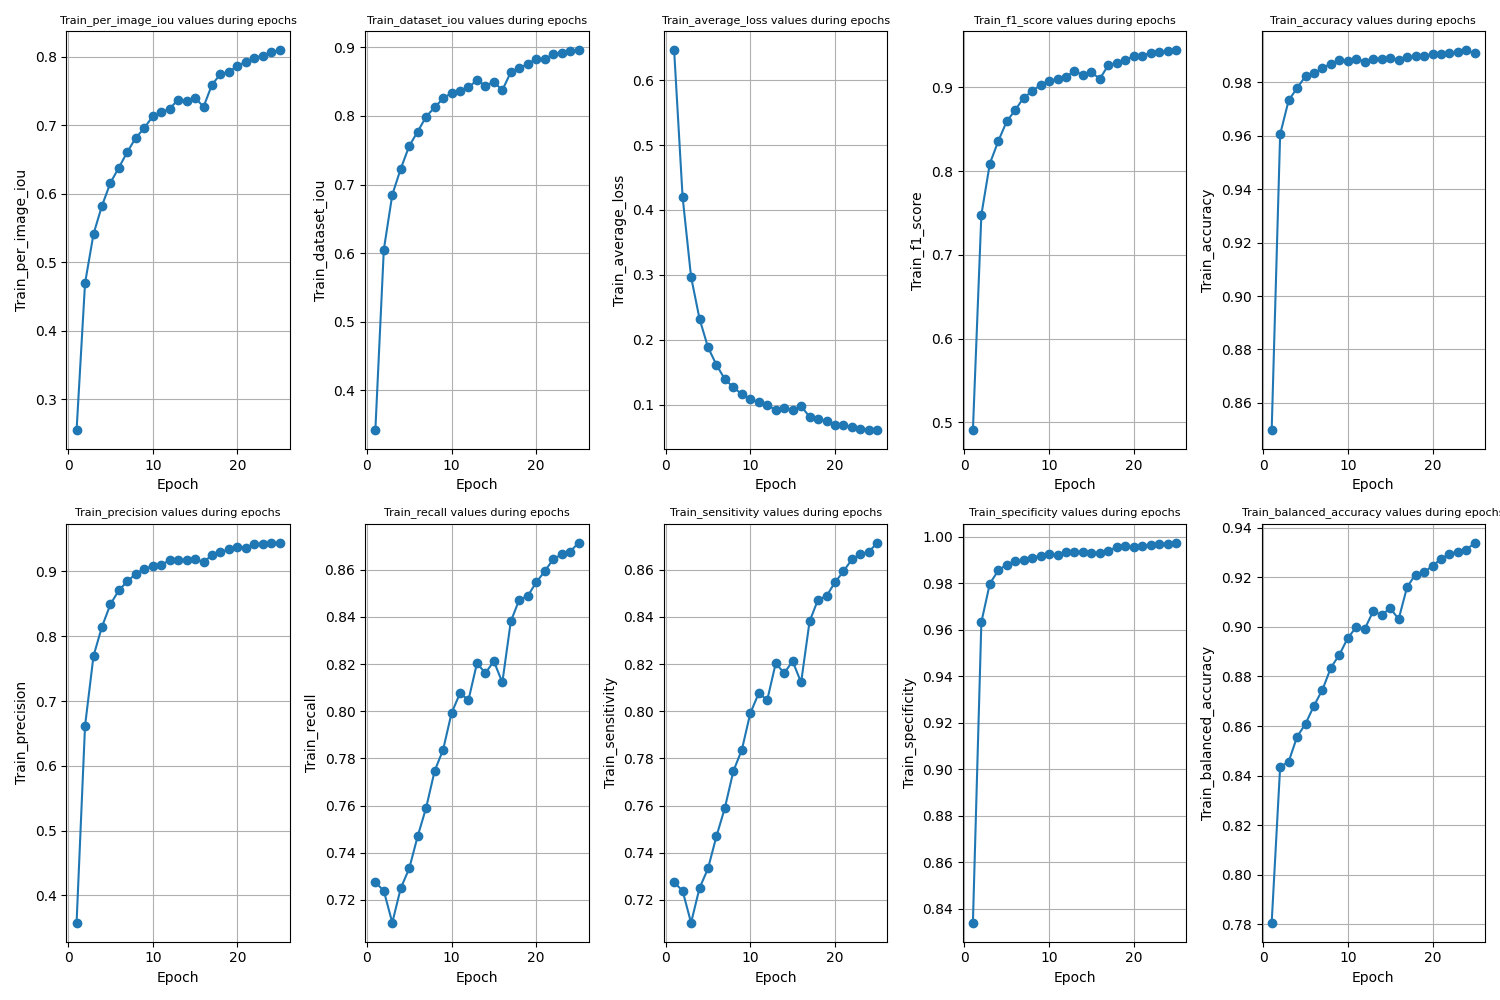 Train_per_image_iou values during epochs
Train_per_image_iou
0.8
0.7
0.6
0.5
0.4
0.3
0 10 20
Epoch
Train_dataset_iou values during epochs
Train_dataset_iou
0.9
0.8
0.7
0.6
0.5
0.4
0 10 20
Epoch
Train_average_loss values during epochs
Train_average_loss
0.6
0.5
0.4
0.3
0.2
0.1
0 10 20
Epoch
Train_f1_score values during epochs
Train_f1_score
0.9
0.8
0.7
0.6
0.5
0 10 20
Epoch
Train_accuracy values during epochs
Train_accuracy
0.98
0.96
0.94
0.92
0.90
0.88
0.86
0 10 20
Epoch
Train_precision values during epochs
Train_precision
0.9
0.8
0.7
0.6
0.5
0.4
0 10 20
Epoch
Train_recall values during epochs
Train_recall
0.86
0.84
0.82
0.80
0.78
0.76
0.74
0.72
0 10 20
Epoch
Train_sensitivity values during epochs
Train_sensitivity
0.86
0.84
0.82
0.80
0.78
0.76
0.74
0.72
0 10 20
Epoch
Train_specificity values during epochs
Train_specificity
1.00
0.98
0.96
0.94
0.92
0.90
0.88
0.86
0.84
0 10 20
Epoch
Train_balanced_accuracy values during epochs
Train_balanced_accuracy
0.94
0.92
0.90
0.88
0.86
0.84
0.82
0.80
0.78
0 10 20
Epoch